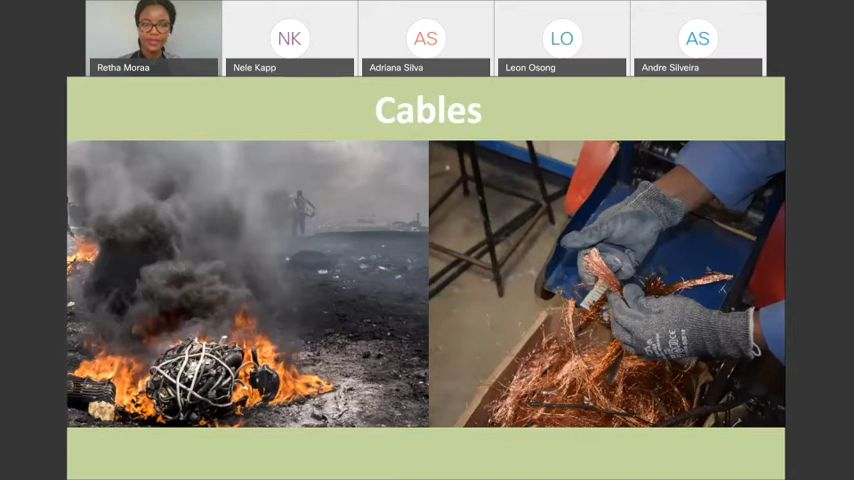 NK
AS
LO
AS
Retha Moraa
Nele Kapp
Adriana Silva
Leon Osong
Andre Silveira
Cables